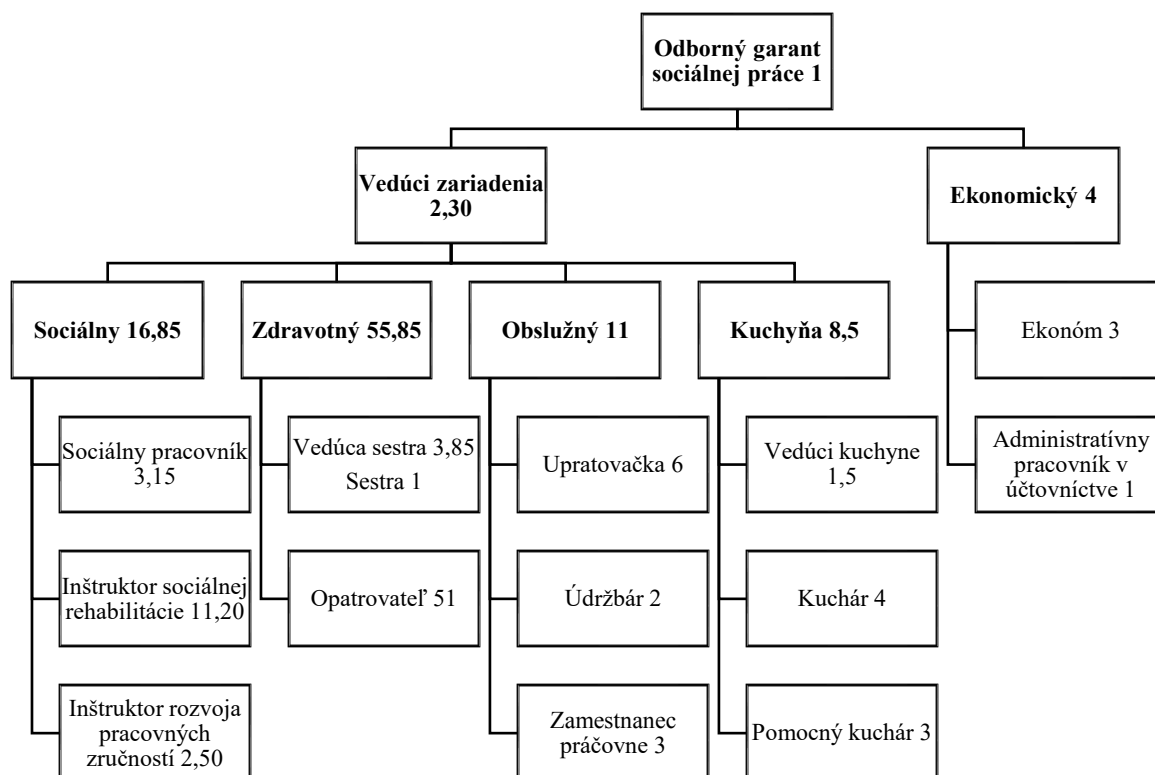 Odborný garant
sociálnej práce 1
Vedúci zariadenia
2,30
Ekonomický 4
Sociálny 16,85
Zdravotný 55,85
Obslužný 11
Kuchyňa 8,5
Ekonóm 3
Sociálny pracovník
3,15
Vedúca sestra 3,85
Sestra 1
Upratovačka 6
Vedúci kuchyne
1,5
Administratívny
pracovník v
účtovníctve 1
Inštruktor sociálnej
rehabilitácie 11,20
Opatrovateľ 51
Údržbár 2
Kuchár 4
Inštruktor rozvoja
pracovných
zručností 2,50
Zamestnanec
práčovne 3
Pomocný kuchár 3